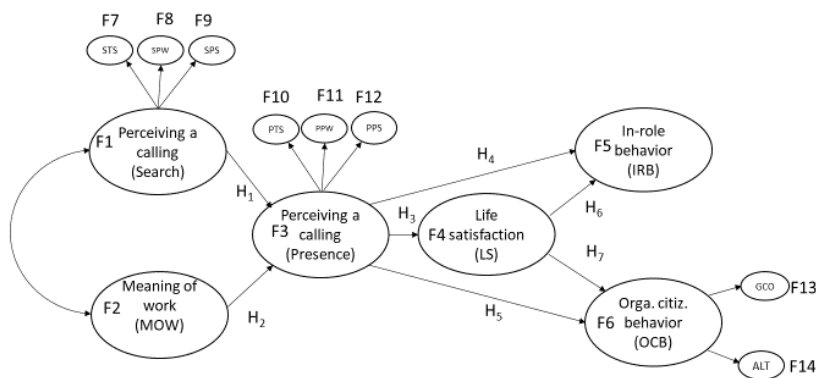 F7
F8
F9
STS
SPW
SPS
F1
Perceiving a
calling
(Search)
F10
F11
F12
PTS
PPW
PPS
H1
F3
Perceiving a
calling
(Presence)
F2
Meaning of
work
(MOW)
H2
H3
F4
Life
satisfaction
(LS)
H4
F5
In-role
behavior
(IRB)
H6
H7
H5
F6
Orga. citiz.
behavior
(OCB)
GCO
F13
ALT
F14